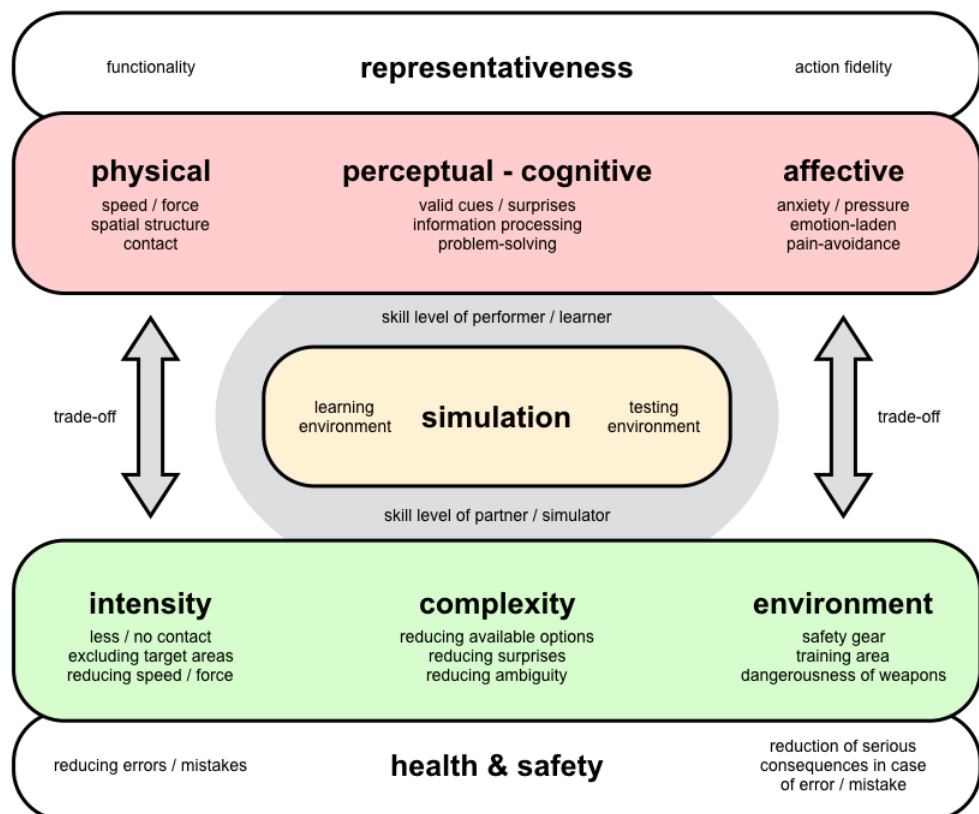 functionality
representativeness
action fidelity
physical
perceptual - cognitive
affective
speed / force
spatial structure
contact
valid cues / surprises
information processing
problem-solving
anxiety / pressure
emotion-laden
pain-avoidance
skill level of performer / learner
trade-off
learning
environment
simulation
testing
environment
trade-off
skill level of partner / simulator
intensity
complexity
environment
less / no contact
excluding target areas
reducing speed / force
reducing available options
reducing surprises
reducing ambiguity
safety gear
training area
dangerousness of weapons
reducing errors / mistakes
health & safety
reduction of serious
consequences in case
of error / mistake